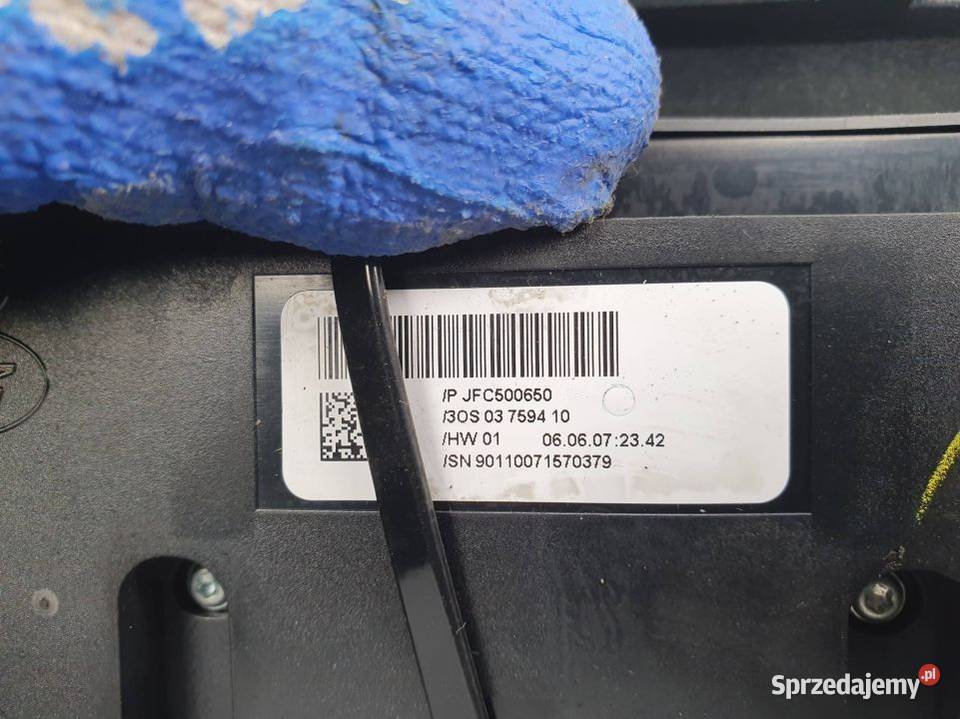 /P JFC500650
/3OS 03 7594 10
/HW 01 06.06.07:23.42
/SN 90110071570379
Sprzedajemy.pl